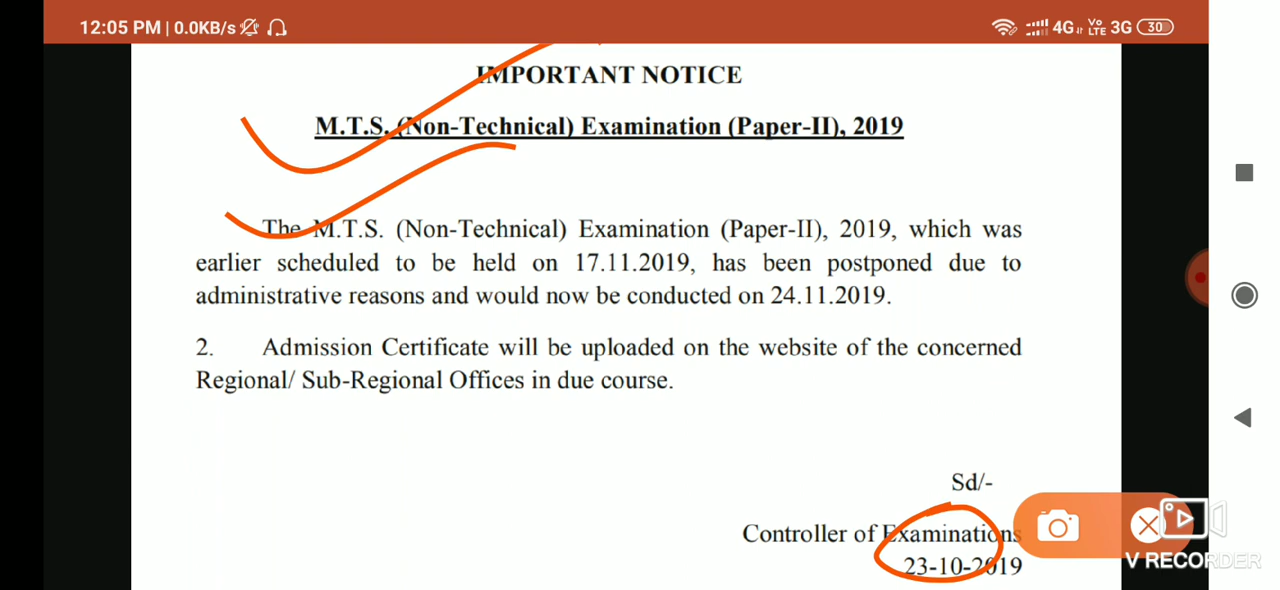 12:05 PM | 0.0KB/s 4G Vo LTE 3G 30
IMPORTANT NOTICE
M.T.S. (Non-Technical) Examination (Paper-II), 2019
The M.T.S. (Non-Technical) Examination (Paper-II), 2019, which was
earlier scheduled to be held on 17.11.2019, has been postponed due to
administrative reasons and would now be conducted on 24.11.2019.
2. Admission Certificate will be uploaded on the website of the concerned
Regional/ Sub-Regional Offices in due course.
Sd/-
Controller of Examinations
23-10-2019
V RECORDER